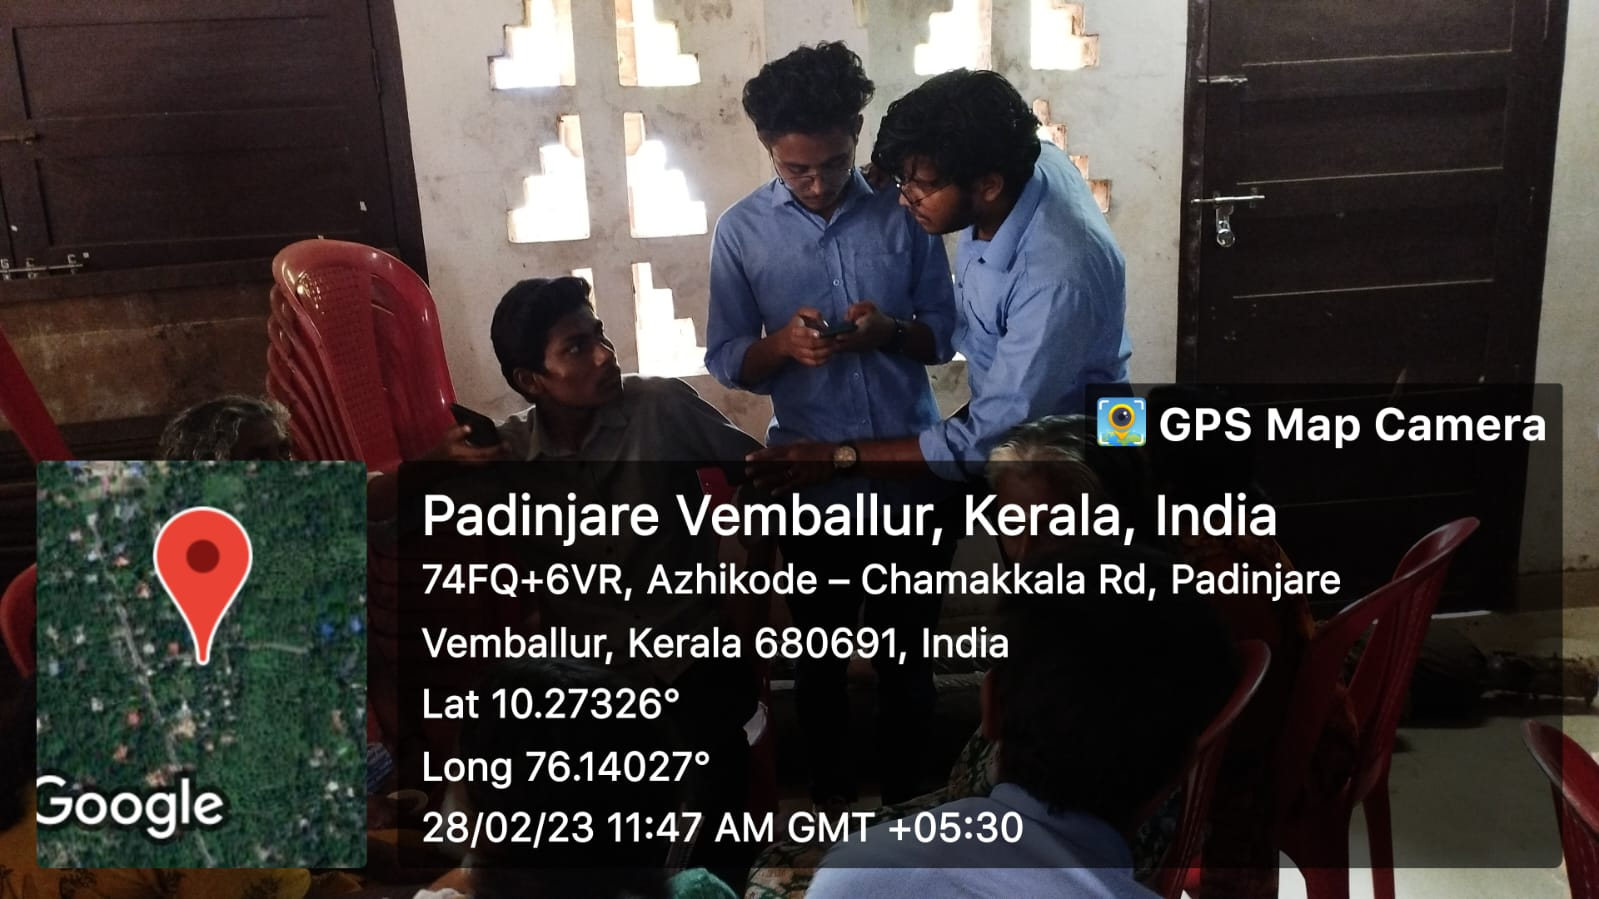 GPS Map Camera
Padinjare Vemballur, Kerala, India
74FQ+6VR, Azhikode – Chamakkala Rd, Padinjare
Vemballur, Kerala 680691, India
Lat 10.27326°
Long 76.14027°
28/02/23 11:47 AM GMT +05:30
Google